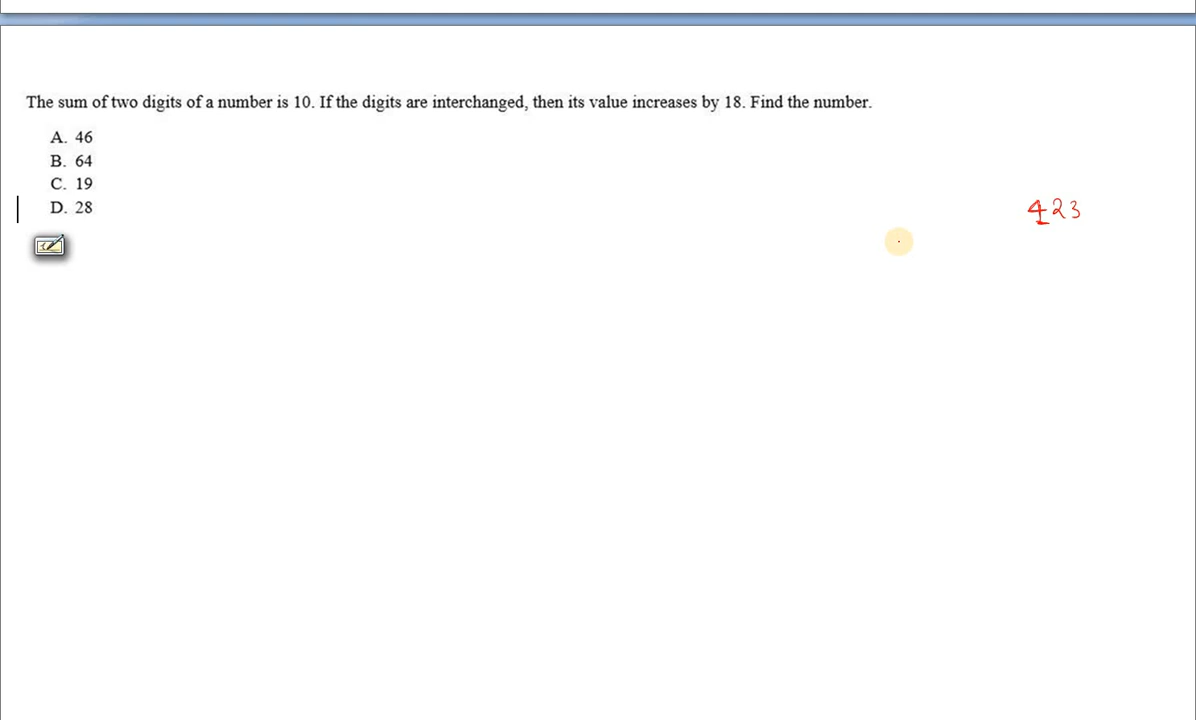 The sum of two digits of a number is 10. If the digits are interchanged, then its value increases by 18. Find the number.
A. 46
B. 64
C. 19
D. 28
423